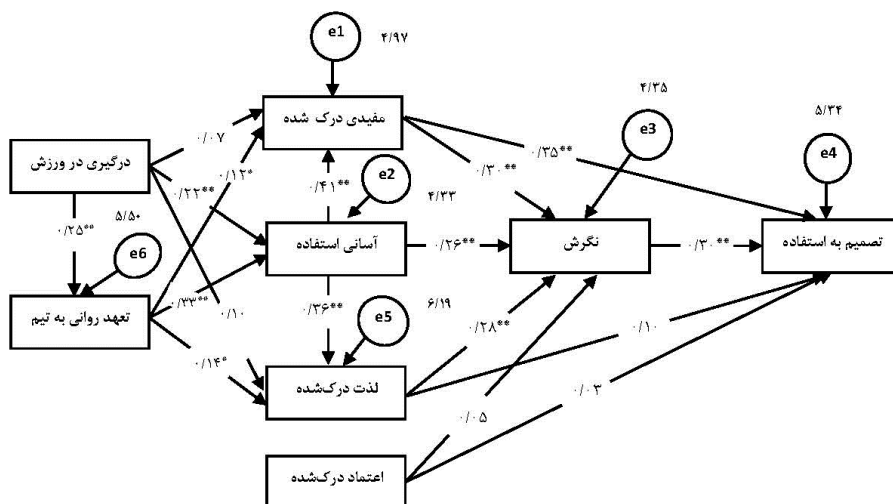 e1
۴/۹۷
مفیدی درک شده
۴/۳۵
e3
۵/۳۴
e4
درگیری در ورزش
۰/۰۷
۰/۱۲*
۰/۲۲**
۰/۴۱**
e2
۴/۳۳
۰/۳۰**
۰/۳۵**
۰/۲۵**
۵/۵۰
e6
آسانی استفاده
۰/۲۶**
نگرش
۰/۳۰**
تصمیم به استفاده
تعهد روانی به تیم
۰/۳۳**
۰/۱۰
۰/۳۶**
e5
۶/۱۹
۰/۲۸**
۰/۱۰
۰/۱۴*
لذت درک‌شده
۰/۰۵
۰/۰۳
اعتماد درک‌شده